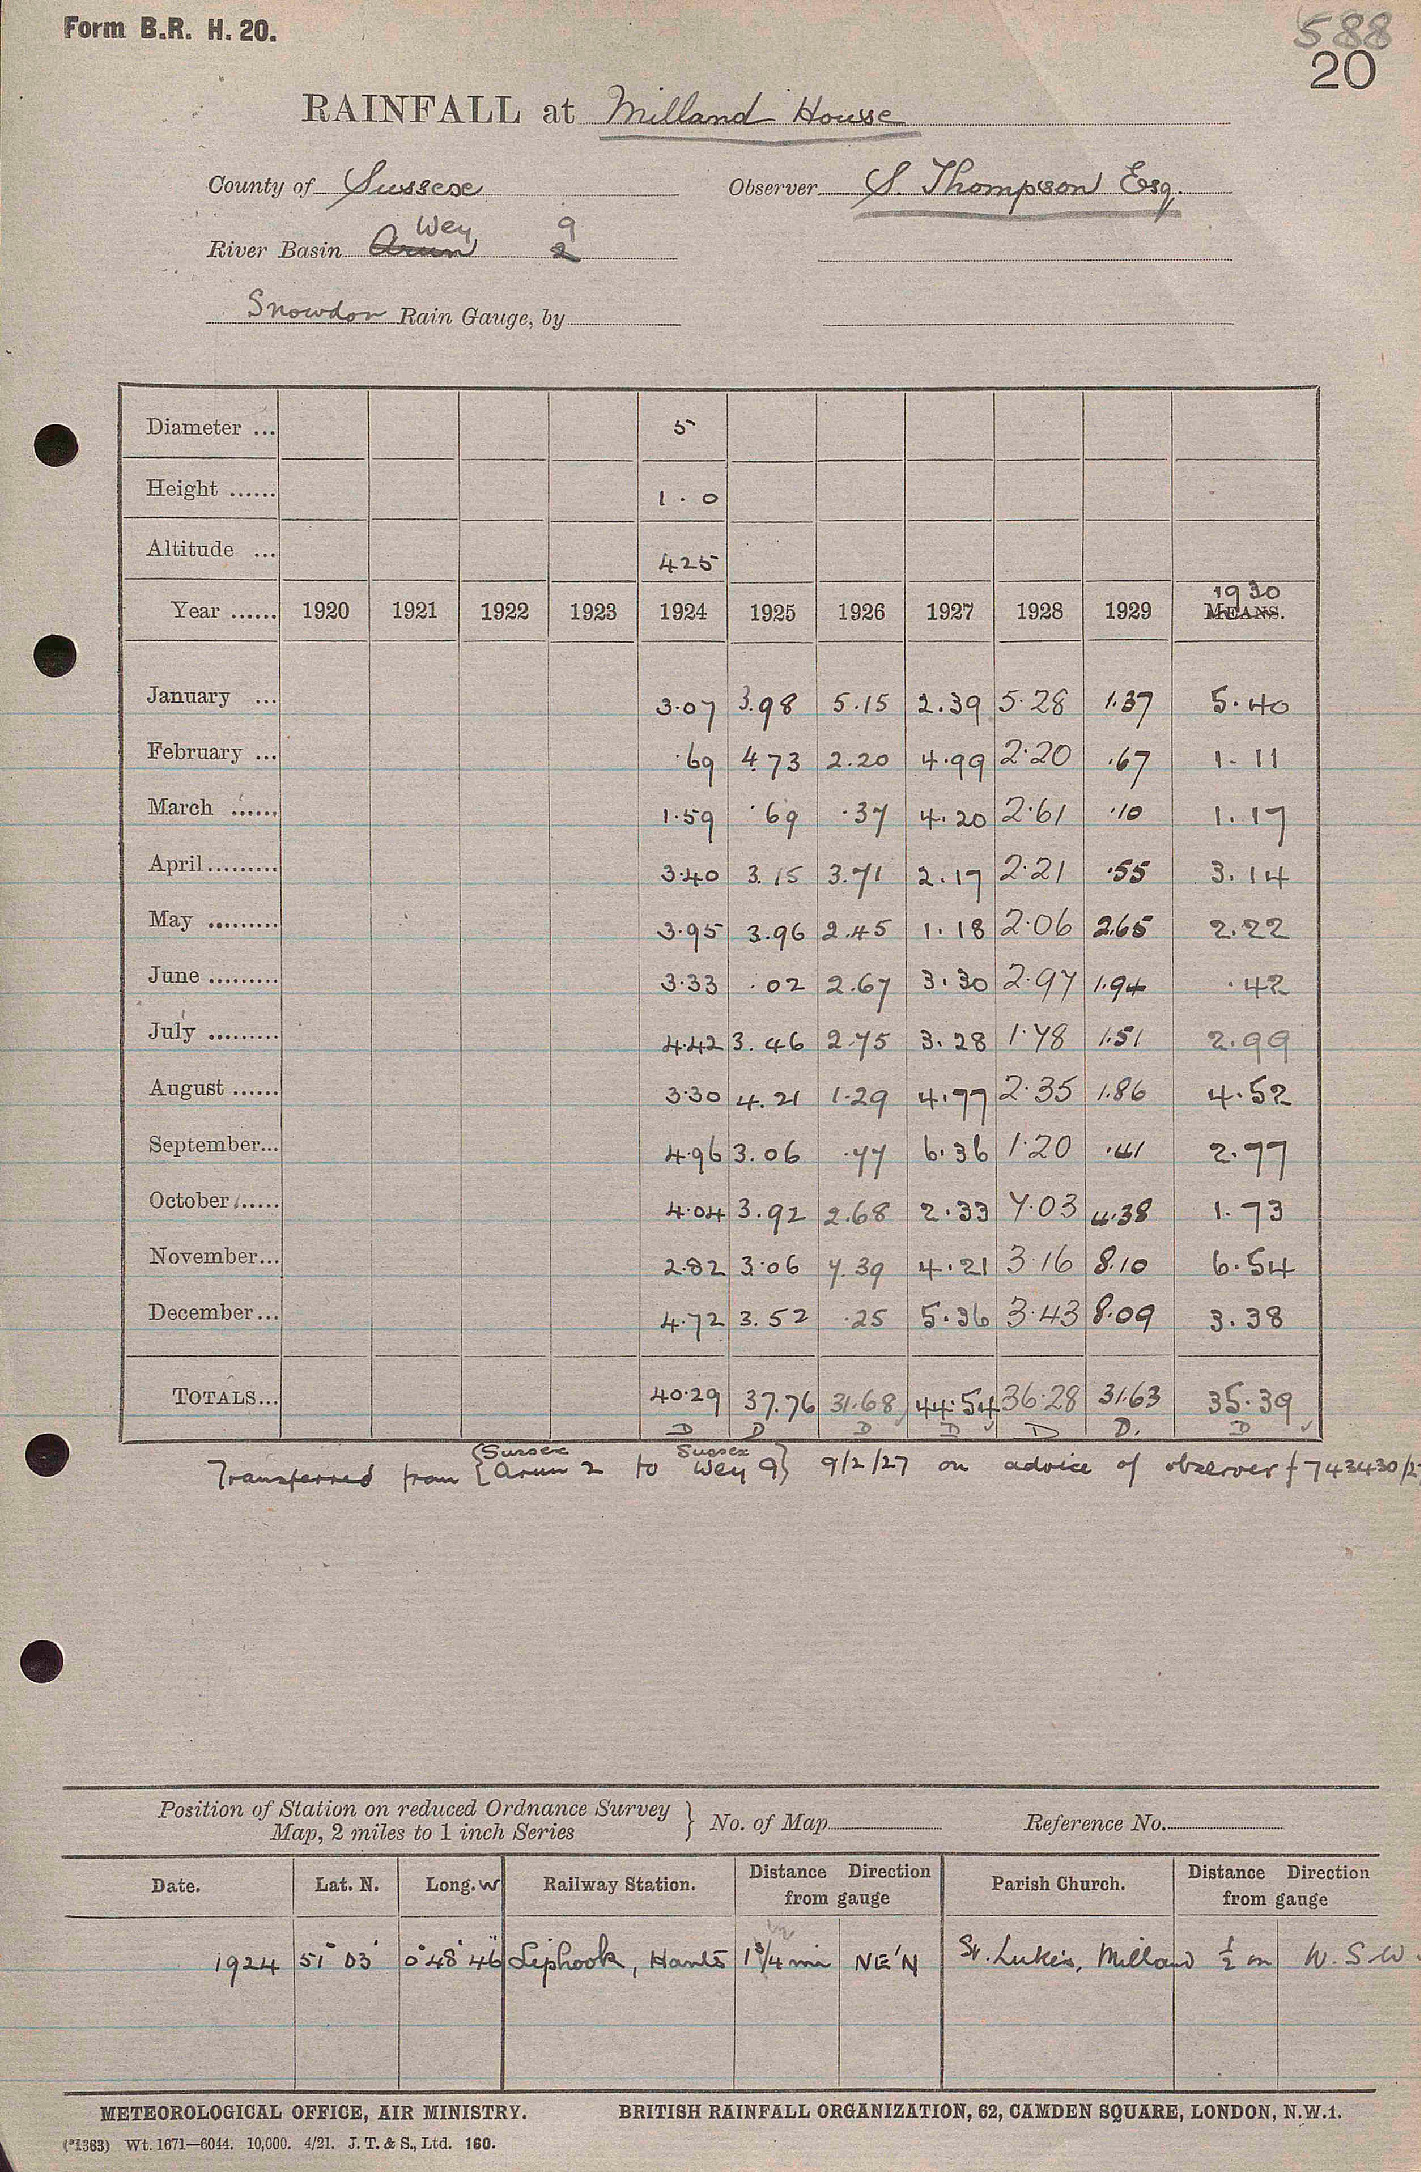 Form B.R. H. 20.
588
20
RAINFALL at Milland House
County of Sussex Observer S. Thompson Esq.
Wey 9
River Basin Arun 2
Snowdon Rain Gauge, by
Diameter ... 5
Height ...... 1 . 0
Altitude ... 425
1930
Year ...... 1920 1921 1922 1923 1924 1925 1926 1927 1928 1929 MEANS.
January ... 3.07 3.98 5.15 2.39 5.28 1.37 5.40
February ... .69 4.73 2.20 4.99 2.20 .67 1.11
March ...... 1.59 .69 .37 4.20 2.61 .10 1.17
April......... 3.40 3.15 3.71 2.17 2.21 .55 3.14
May ......... 3.95 3.96 2.45 1.18 2.06 2.65 2.22
June ......... 3.33 .02 2.67 3.30 2.97 1.94 .42
July ......... 4.42 3.46 2.75 3.28 1.78 1.51 2.99
August ...... 3.30 4.21 1.29 4.77 2.35 1.86 4.52
September... 4.96 3.06 .77 6.36 1.20 .41 2.77
October ...... 4.04 3.92 2.68 2.33 7.03 4.38 1.73
November... 2.82 3.06 7.39 4.21 3.16 8.10 6.54
December... 4.72 3.52 .25 5.36 3.43 8.09 3.38
TOTALS... 40.29 37.76 31.68 44.54 36.28 31.63 35.39
D D D D ✓ D D. D ✓
Sussex Sussex
Transferred from {Arun 2 to Wey 9} 9/2/27 on advice of observer f 743430/27
Position of Station on reduced Ordnance Survey
Map, 2 miles to 1 inch Series } No. of Map Reference No.
Date. Lat. N. Long. W Railway Station. Distance Direction from gauge Parish Church. Distance Direction from gauge
1924 51° 03' 0° 48' 46" Liphook, Hants 1 3/4 mi NE'N St. Luke's, Milland 1/2 m W.S.W.
METEOROLOGICAL OFFICE, AIR MINISTRY. BRITISH RAINFALL ORGANIZATION, 62, CAMDEN SQUARE, LONDON, N.W.1.
(*1383) Wt. 1671—6044. 10,000. 4/21. J. T. & S., Ltd. 160.